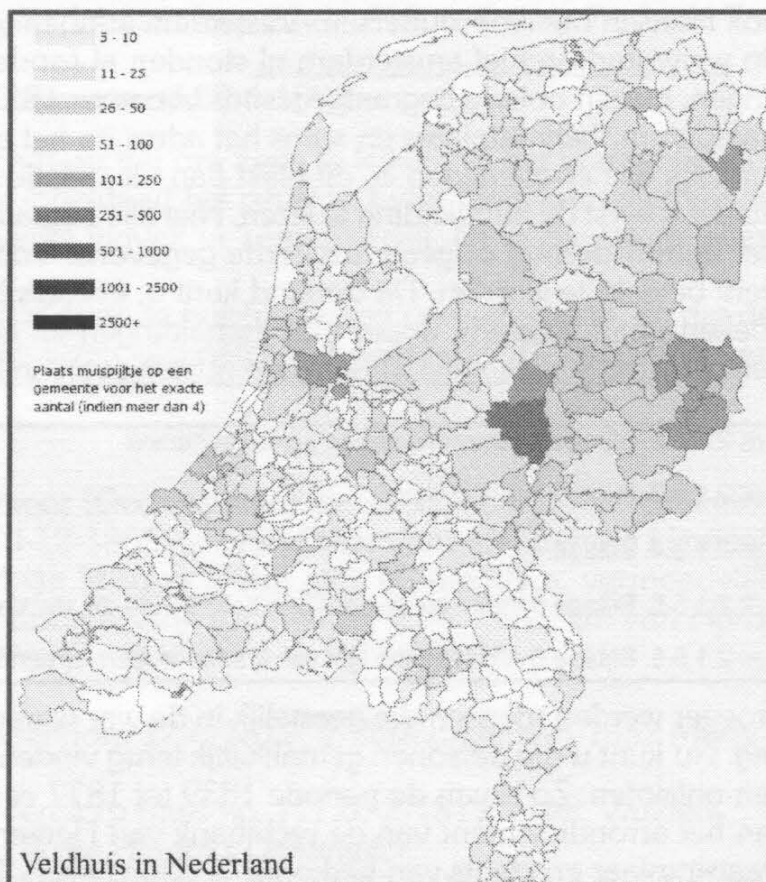 5 - 10
11 - 25
26 - 50
51 - 100
101 - 250
251 - 500
501 - 1000
1001 - 2500
2500+
Plaats muispijltje op een
gemeente voor het exacte
aantal (indien meer dan 4)
Veldhuis in Nederland